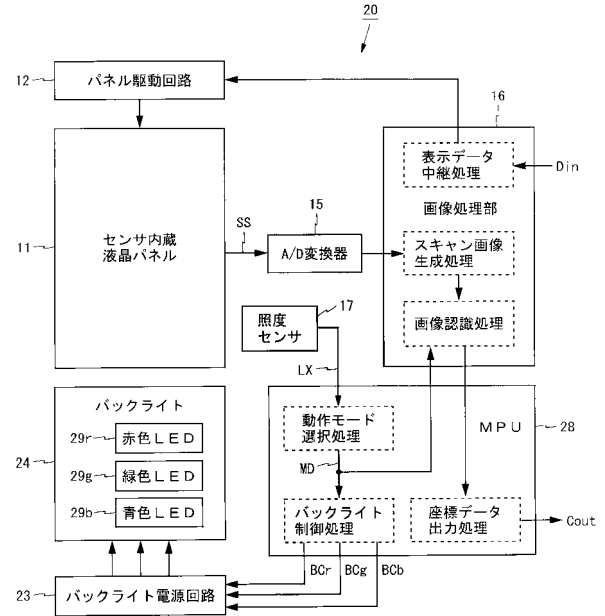 20
12
パネル駆動回路
16
表示データ
中継処理
Din
画像処理部
11
センサ内蔵
液晶パネル
SS
15
A/D変換器
スキャン画像
生成処理
画像認識処理
17
照度
センサ
LX
バックライト
24
29r
赤色LED
29g
緑色LED
29b
青色LED
MPU
28
動作モード
選択処理
MD
バックライト
制御処理
座標データ
出力処理
Cout
BCr
BCg
BCb
23
バックライト電源回路